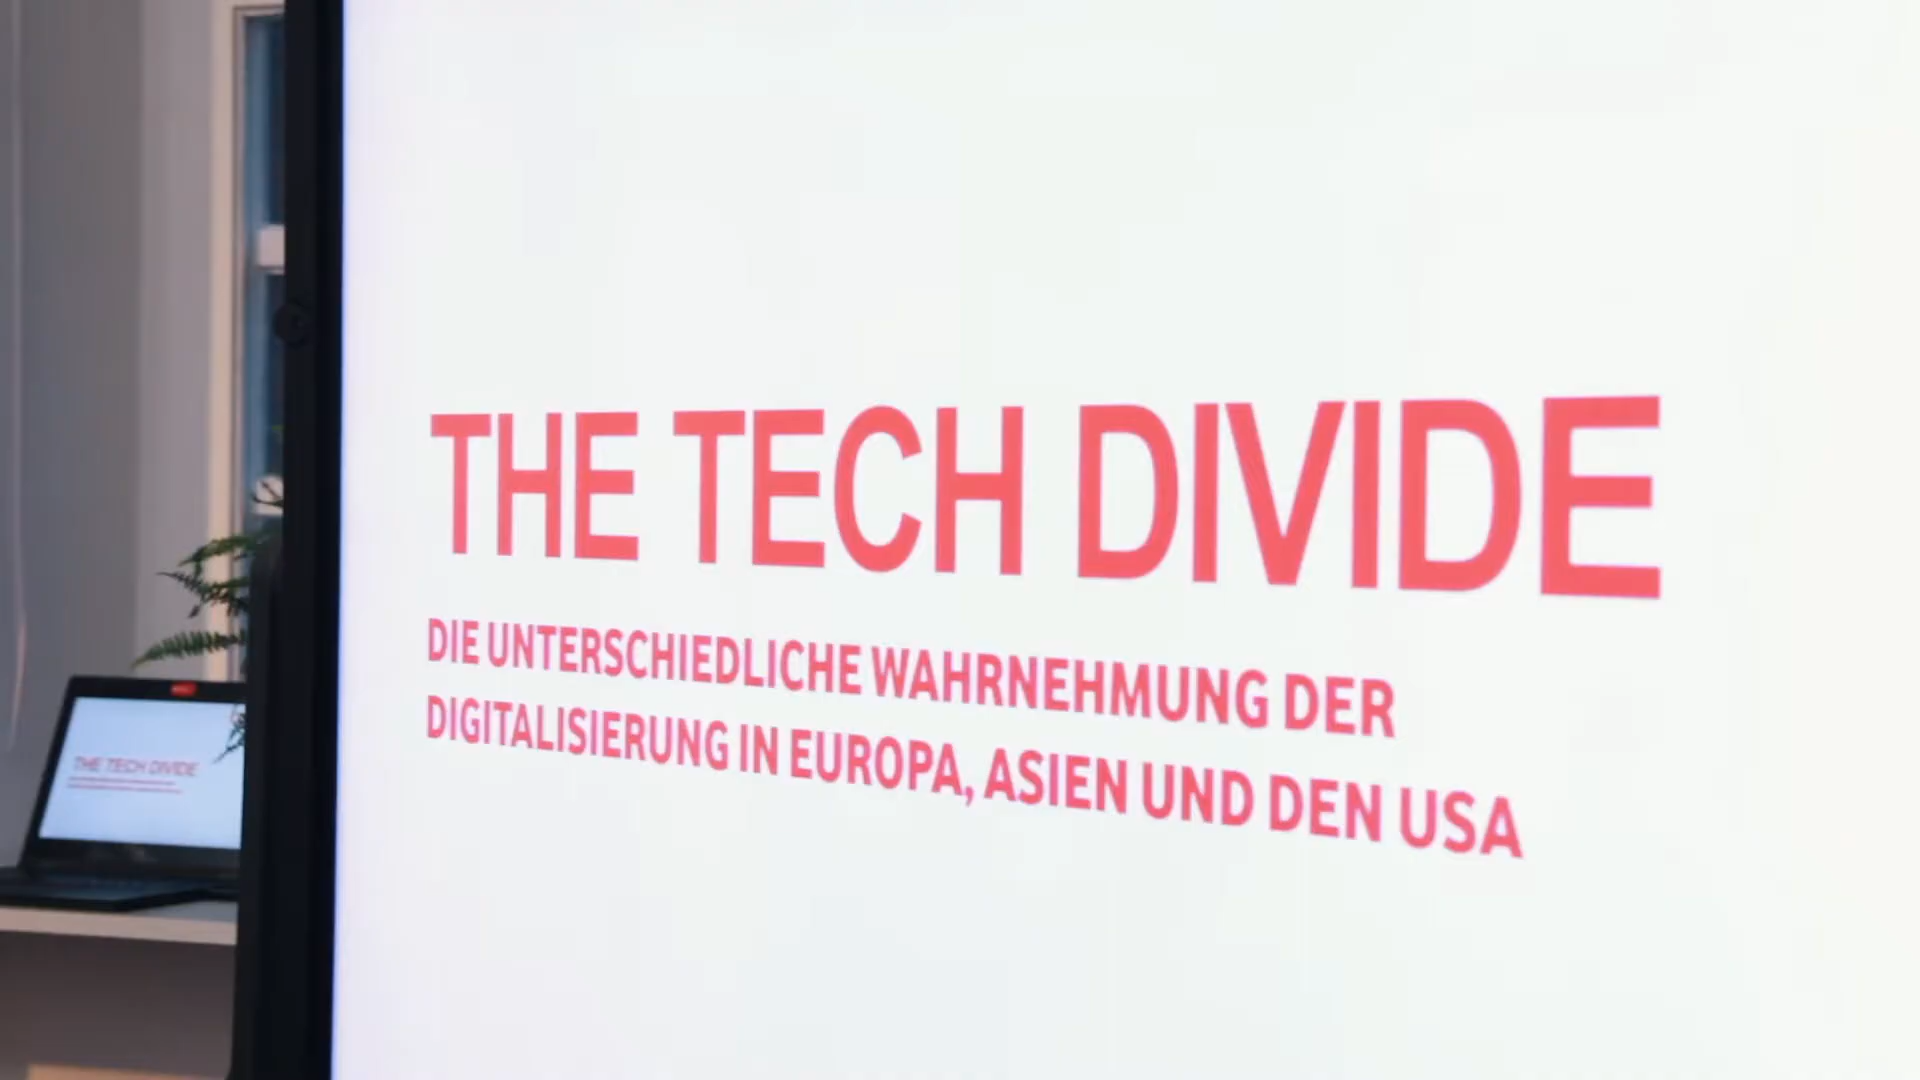 THE TECH DIVIDE
DIE UNTERSCHIEDLICHE WAHRNEHMUNG DER
DIGITALISIERUNG IN EUROPA, ASIEN UND DEN USA
THE TECH DIVIDE